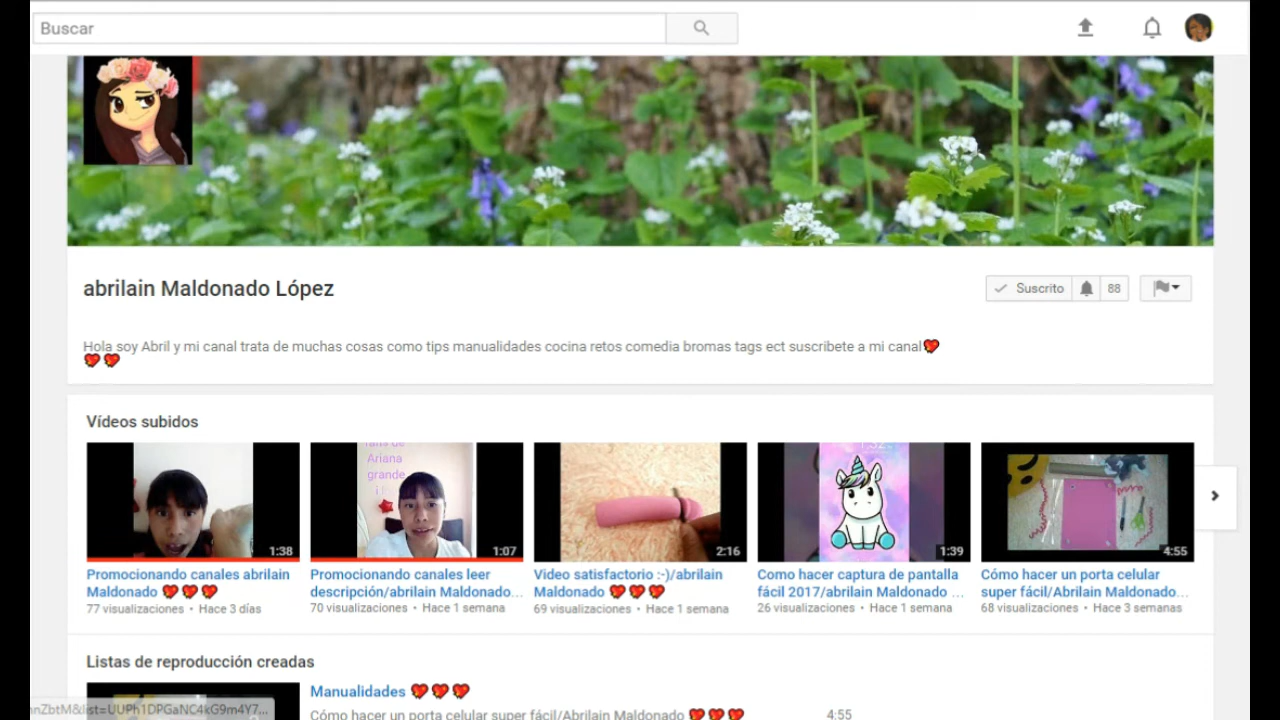 Buscar
abrilain Maldonado López
Suscrito 88
Hola soy Abril y mi canal trata de muchas cosas como tips manualidades cocina retos comedia bromas tags ect suscribete a mi canal💖
💖💖
Vídeos subidos
Ariana
grande
1:38
1:07
2:16
1:39
4:55
Promocionando canales abrilain
Maldonado 💖💖💖
77 visualizaciones • Hace 3 días
Promocionando canales leer
descripción/abrilain Maldonado...
70 visualizaciones • Hace 1 semana
Video satisfactorio :-)/abrilain
Maldonado 💖💖💖
69 visualizaciones • Hace 1 semana
Como hacer captura de pantalla
fácil 2017/abrilain Maldonado ...
26 visualizaciones • Hace 1 semana
Cómo hacer un porta celular
super fácil/Abrilain Maldonado...
68 visualizaciones • Hace 3 semanas
Listas de reproducción creadas
Manualidades 💖💖💖
Cómo hacer un porta celular super fácil/Abrilain Maldonado 💖💖💖 4:55